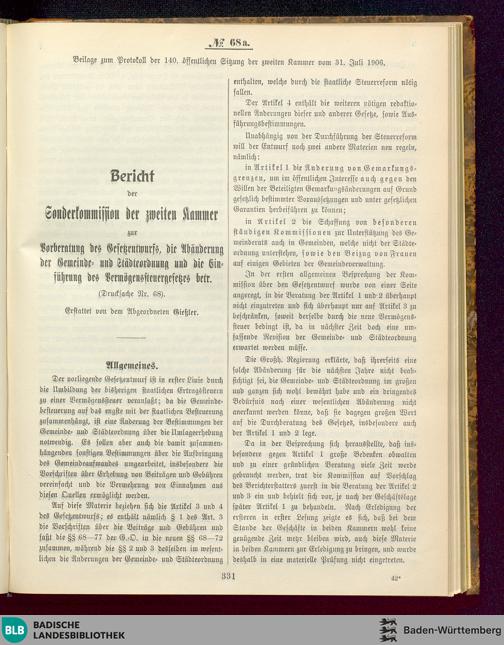 № 68a.
Beilage zum Protokoll der 140. öffentlichen Sitzung der zweiten Kammer vom 31. Juli 1906.
Bericht
der
Sonderkommission der zweiten Kammer
zur
Vorberatung des Gesetzentwurfs, die Abänderung
der Gemeinde- und Städteordnung und die Ein-
führung des Vermögenssteuergesetzes betr.
(Drucksache Nr. 68).
Erstattet von dem Abgeordneten Gießler.
Allgemeines.
Der vorliegende Gesetzentwurf ist in erster Linie durch
die Umbildung der bisherigen staatlichen Ertragssteuern
zu einer Vermögenssteuer veranlaßt; da die Gemeinde-
besteuerung auf das engste mit der staatlichen Besteuerung
zusammenhängt, ist eine Änderung der Bestimmungen der
Gemeinde- und Städteordnung über die Umlageerhebung
notwendig. Es sollen aber auch die damit zusammen-
hängenden sonstigen Bestimmungen über die Aufbringung
des Gemeindeaufwandes umgearbeitet, insbesondere die
Vorschriften über Erhebung von Beiträgen und Gebühren
vereinfacht und die Vermehrung von Einnahmen aus
diesen Quellen ermöglicht werden.
Auf diese Materie beziehen sich die Artikel 3 und 4
des Gesetzentwurfs; es enthält nämlich § 1 des Art. 3
die Vorschriften über die Beiträge und Gebühren und
faßt die §§ 68—77 der G.-O. in die neuen §§ 68—72
zusammen, während die §§ 2 und 3 desselben im wesent-
lichen die Änderungen der Gemeinde- und Städteordnung
enthalten, welche durch die staatliche Steuerreform nötig
fallen.
Der Artikel 4 enthält die weiteren nötigen redaktio-
nellen Änderungen dieser und anderer Gesetze, sowie Aus-
führungsbestimmungen.
Unabhängig von der Durchführung der Steuerreform
will der Entwurf noch zwei andere Materien neu regeln,
nämlich:
in Artikel 1 die Änderung von Gemarkungs-
grenzen, um im öffentlichen Interesse auch gegen den
Willen der Beteiligten Gemarkungsänderungen auf Grund
gesetzlich bestimmter Voraussetzungen und unter gesetzlichen
Garantien herbeiführen zu können;
in Artikel 2 die Schaffung von besonderen
ständigen Kommissionen zur Unterstützung des Ge-
meinderats auch in Gemeinden, welche nicht der Städte-
ordnung unterstehen, sowie den Beizug von Frauen
auf einigen Gebieten der Gemeindeverwaltung.
In der ersten allgemeinen Besprechung der Kom-
mission über den Gesetzentwurf wurde von einer Seite
angeregt, in die Beratung der Artikel 1 und 2 überhaupt
nicht einzutreten und sich überhaupt nur auf Artikel 3 zu
beschränken, soweit derselbe durch die neue Vermögens-
steuer bedingt ist, da in nächster Zeit doch eine um-
fassende Revision der Gemeinde- und Städteordnung
erwartet werden müsse.
Die Großh. Regierung erklärte, daß ihrerseits eine
solche Abänderung für die nächsten Jahre nicht beab-
sichtigt sei, die Gemeinde- und Städteordnung im großen
und ganzen sich wohl bewährt habe und ein dringendes
Bedürfnis nach einer wesentlichen Abänderung nicht
anerkannt werden könne, daß sie dagegen großen Wert
auf die Durchberatung des Gesetzes, insbesondere auch
der Artikel 1 und 2 lege.
Da in der Besprechung sich herausstellte, daß ins-
besondere gegen Artikel 1 große Bedenken obwalten
und zu einer gründlichen Beratung viele Zeit werde
gebraucht werden, trat die Kommission auf Vorschlag
des Berichterstatters zuerst in die Beratung der Artikel 2
und 3 ein und behielt sich vor, je nach der Geschäftslage
später Artikel 1 zu behandeln. Nach Erledigung der
ersteren in erster Lesung zeigte es sich, daß bei dem
Stande der Geschäfte in beiden Kammern wohl keine
genügende Zeit mehr bleiben wird, auch diese Materie
in beiden Kammern zur Erledigung zu bringen, und wurde
deshalb in eine materielle Prüfung nicht eingetreten.
331
42*
BLB
BADISCHE
LANDESBIBLIOTHEK
Baden-Württemberg